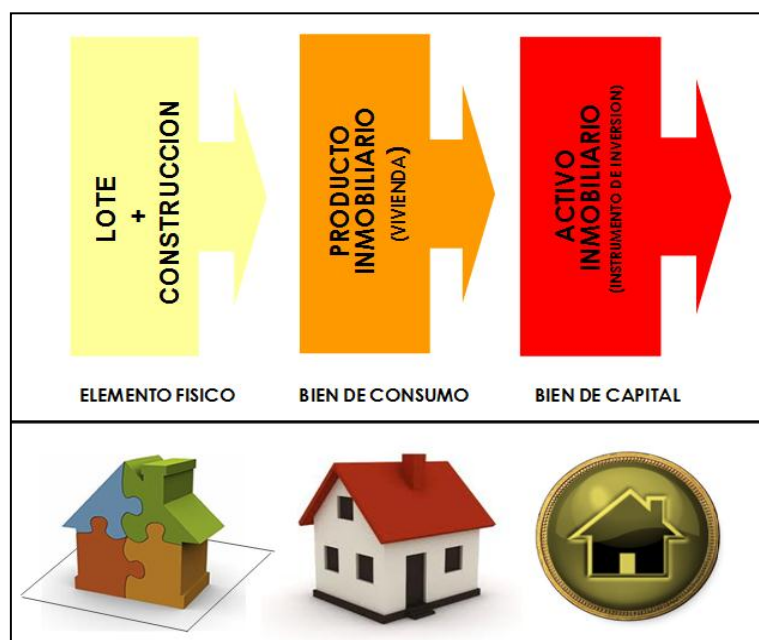 LOTE
+
CONSTRUCCION
PRODUCTO
INMOBILIARIO
(VIVIENDA)
ACTIVO
INMOBILIARIO
(INSTRUMENTO DE INVERSION)
ELEMENTO FISICO
BIEN DE CONSUMO
BIEN DE CAPITAL